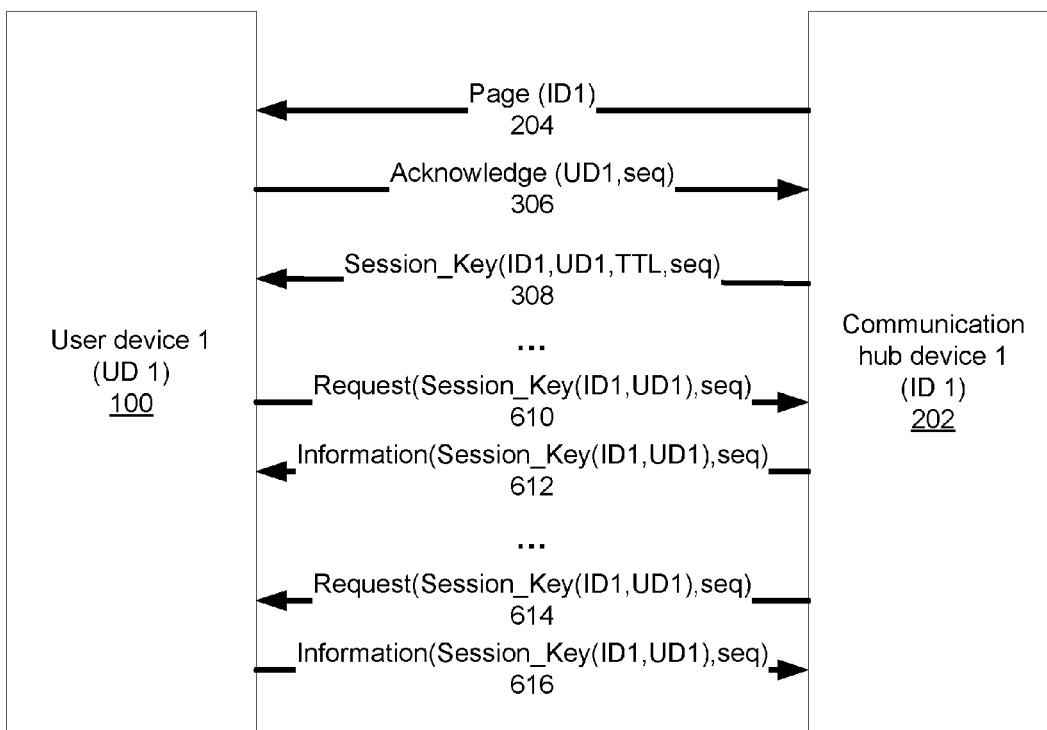 Page (ID1)
204
Acknowledge (UD1,seq)
306
Session_Key(ID1,UD1,TTL,seq)
308
...
User device 1
(UD 1)
100
Communication
hub device 1
(ID 1)
202
Request(Session_Key(ID1,UD1),seq)
610
Information(Session_Key(ID1,UD1),seq)
612
...
Request(Session_Key(ID1,UD1),seq)
614
Information(Session_Key(ID1,UD1),seq)
616